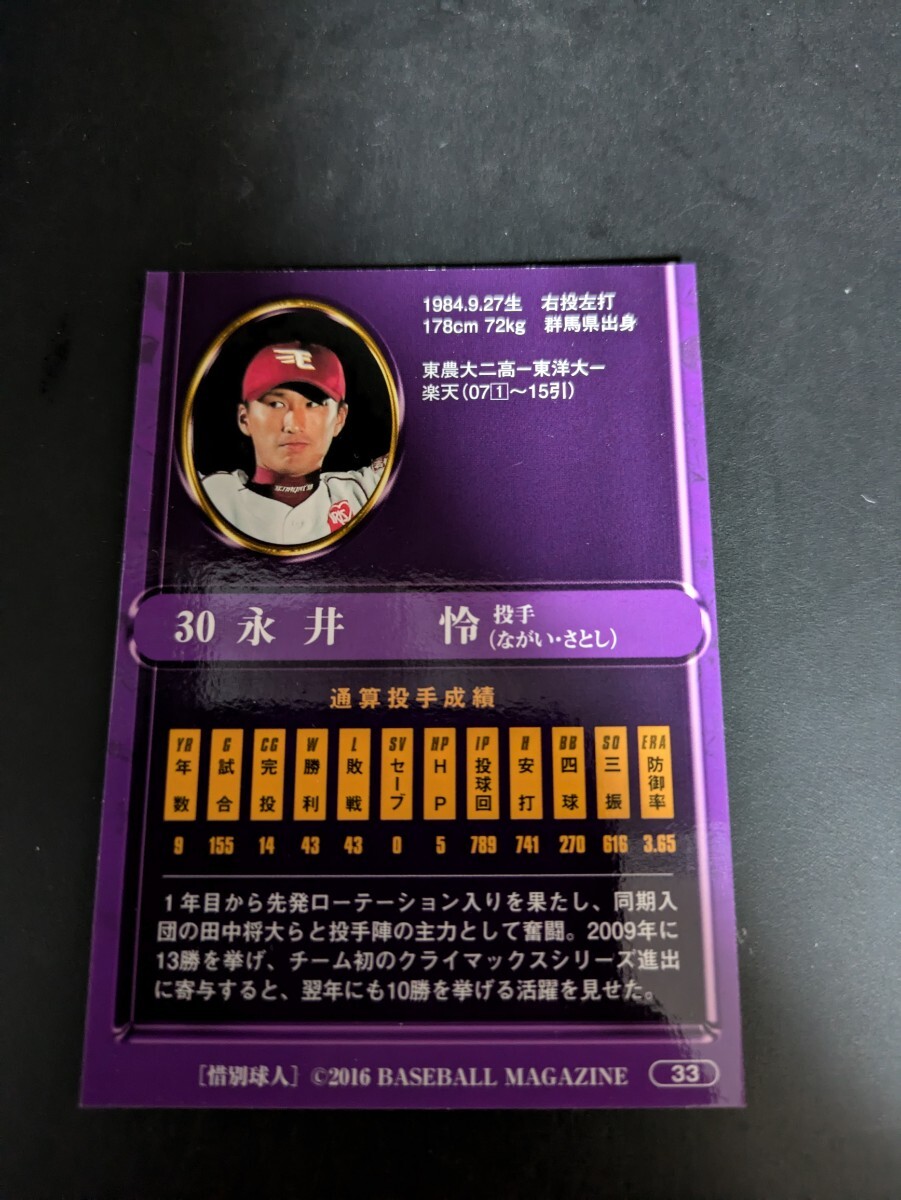 1984.9.27生 右投左打
178cm 72kg 群馬県出身
東農大二高ー東洋大ー
楽天(07①〜15引)
30 永井 怜 投手
(ながい・さとし)
通算投手成績
YR G CG W L SV HP IP H BB SO ERA
年数 試合 完投 勝利 敗戦 セーブ HP 投球回 安打 四球 三振 防御率
9 155 14 43 43 0 5 789 741 270 616 3.65
1年目から先発ローテーション入りを果たし、同期入
団の田中将大らと投手陣の主力として奮闘。2009年に
13勝を挙げ、チーム初のクライマックスシリーズ進出
に寄与すると、翌年にも10勝を挙げる活躍を見せた。
[惜別球人] ©2016 BASEBALL MAGAZINE 33